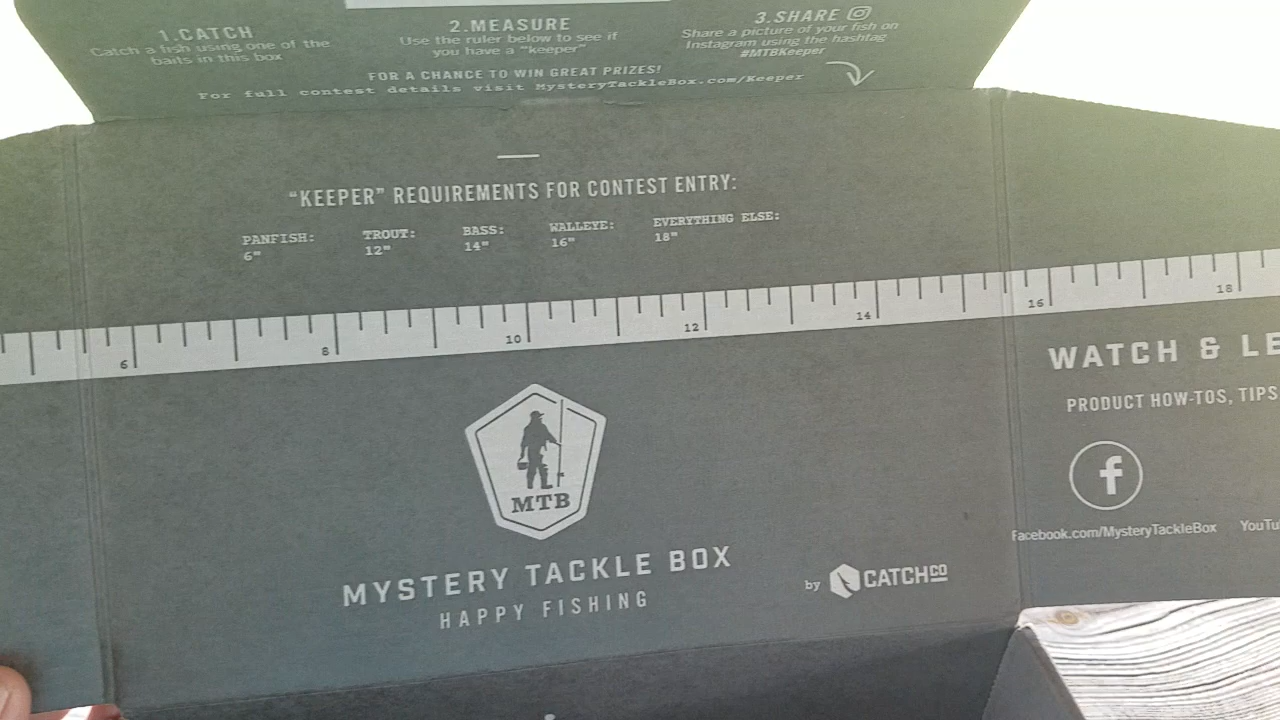 1.CATCH
Catch a fish using one of the
baits in this box
2.MEASURE
Use the ruler below to see if
you have a "keeper"
3.SHARE
Share a picture of your fish on
Instagram using the hashtag
#MTBKeeper
FOR A CHANCE TO WIN GREAT PRIZES!
For full contest details visit MysteryTackleBox.com/Keeper
"KEEPER" REQUIREMENTS FOR CONTEST ENTRY:
PANFISH:
6"
TROUT:
12"
BASS:
14"
WALLEYE:
16"
EVERYTHING ELSE:
18"
6 8 10 12 14 16 18
WATCH & LE
PRODUCT HOW-TOS, TIPS
f
Facebook.com/MysteryTackleBox YouTu
MTB
MYSTERY TACKLE BOX
HAPPY FISHING
by CATCHCO